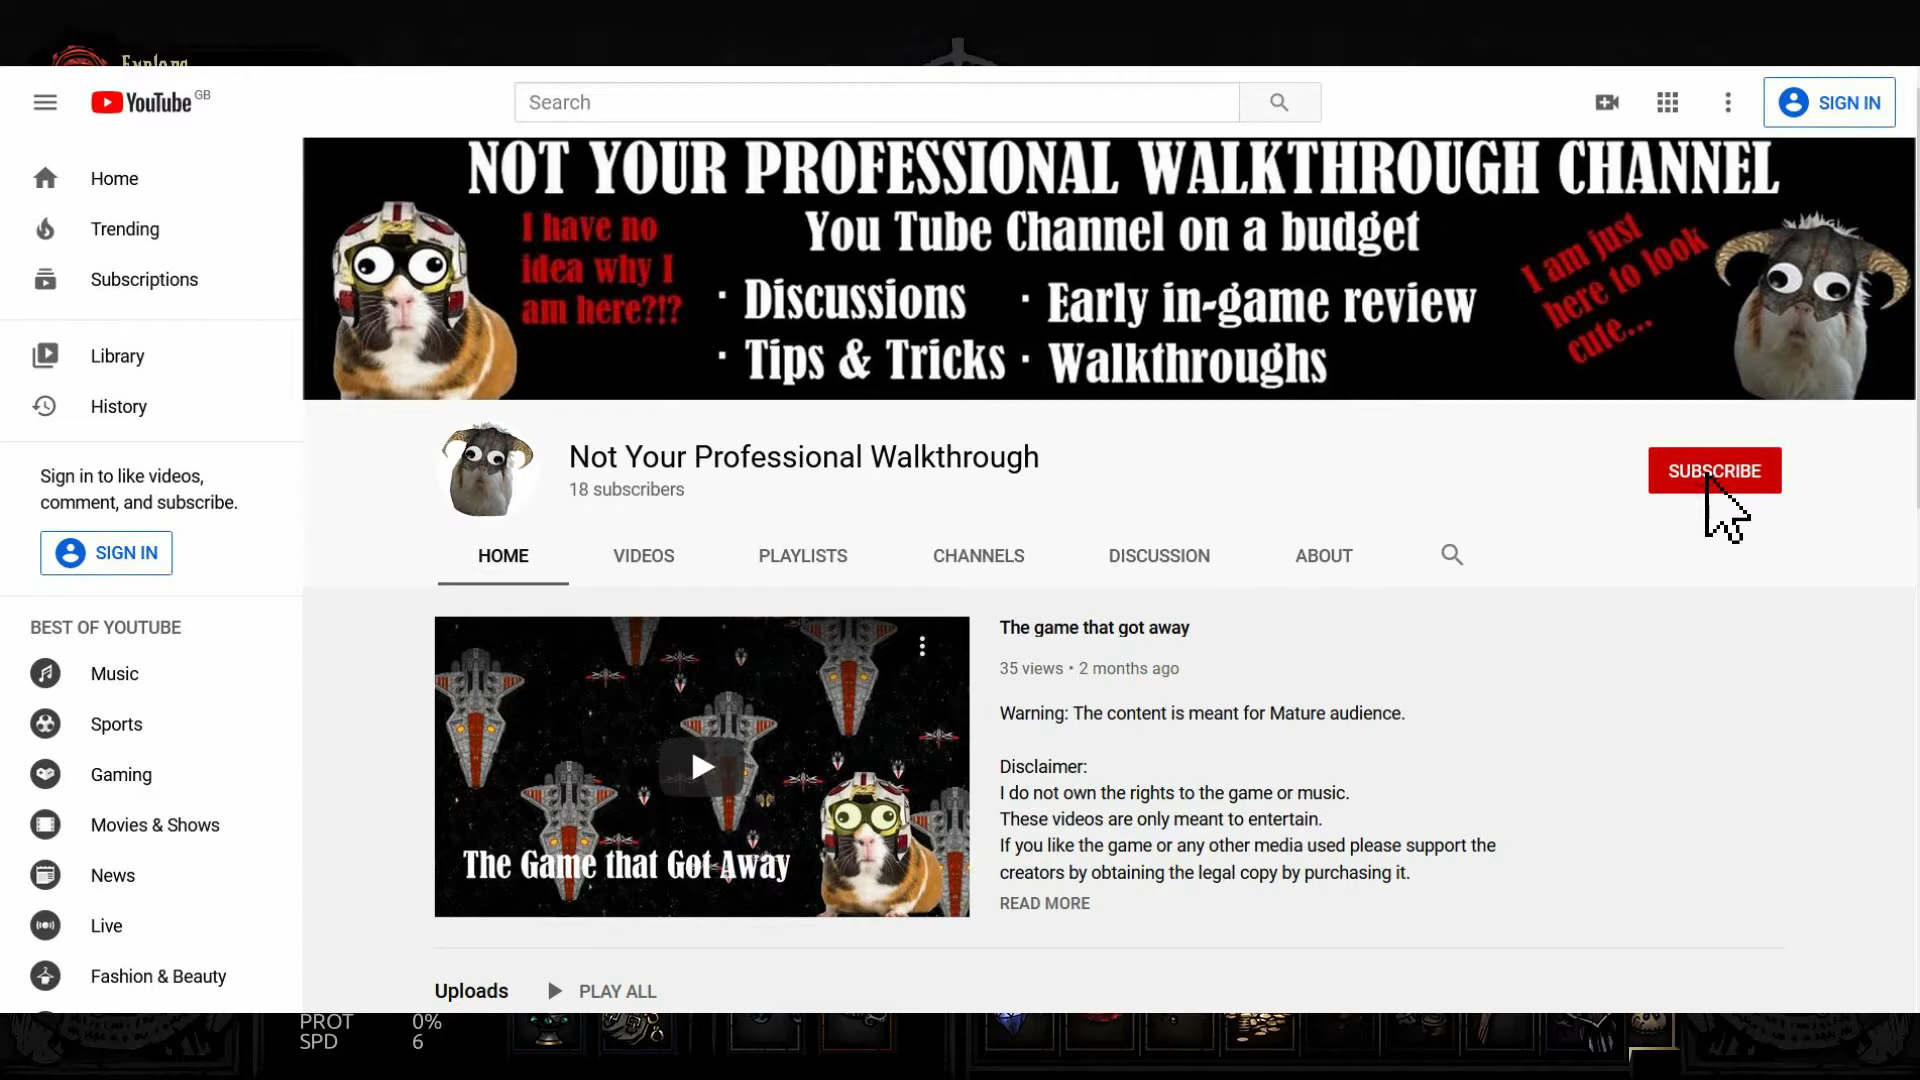 Explore
YouTube GB
Search
SIGN IN
Home
Trending
Subscriptions
Library
History
Sign in to like videos,
comment, and subscribe.
SIGN IN
BEST OF YOUTUBE
Music
Sports
Gaming
Movies & Shows
News
Live
Fashion & Beauty
NOT YOUR PROFESSIONAL WALKTHROUGH CHANNEL
You Tube Channel on a budget
I have no
idea why I
am here?!?
· Discussions
· Early in-game review
· Tips & Tricks
· Walkthroughs
I am just
here to look
cute...
Not Your Professional Walkthrough
18 subscribers
SUBSCRIBE
HOME
VIDEOS
PLAYLISTS
CHANNELS
DISCUSSION
ABOUT
The Game that Got Away
The game that got away
35 views • 2 months ago
Warning: The content is meant for Mature audience.
Disclaimer:
I do not own the rights to the game or music.
These videos are only meant to entertain.
If you like the game or any other media used please support the
creators by obtaining the legal copy by purchasing it.
READ MORE
Uploads
PLAY ALL
PROT 0%
SPD 6